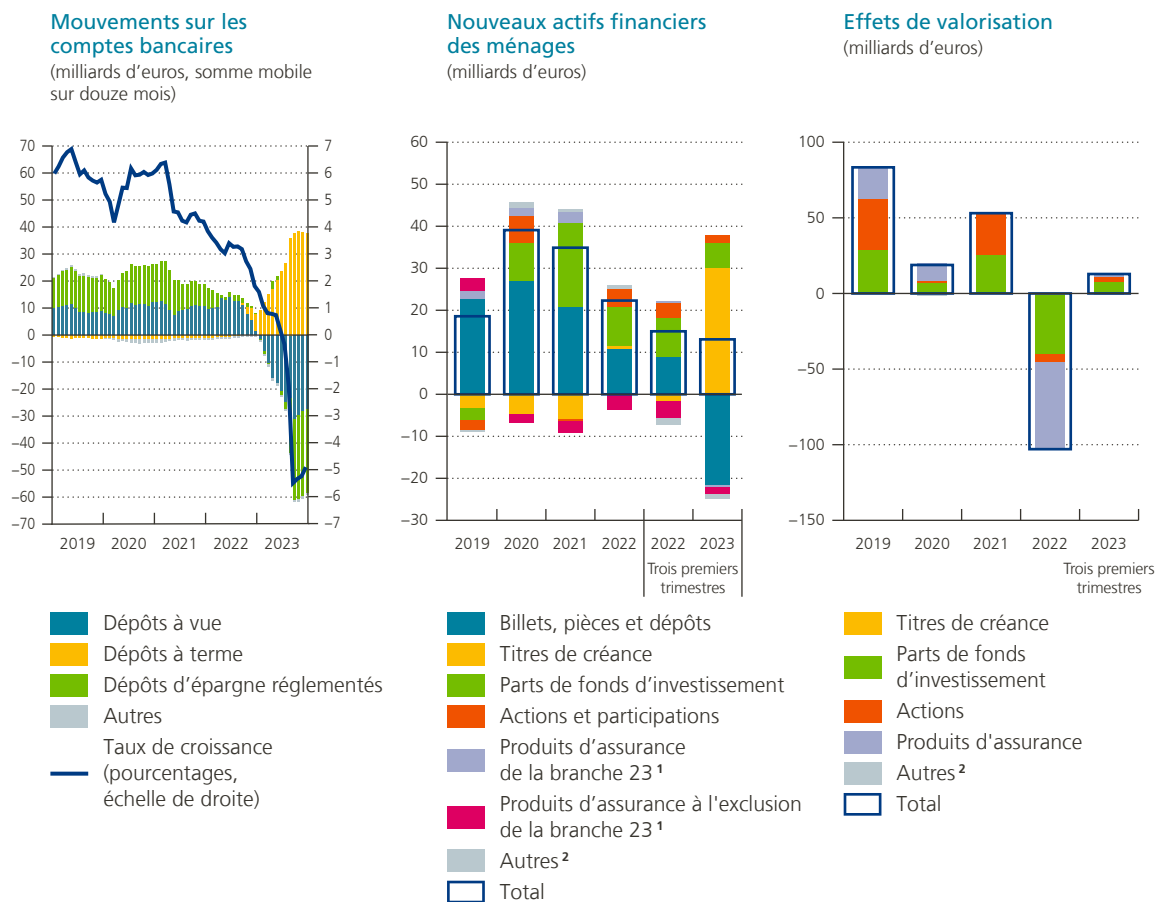 Mouvements sur les
comptes bancaires
(milliards d’euros, somme mobile
sur douze mois)
70
60
50
40
30
20
10
0
–10
–20
–30
–40
–50
–60
–70
7
6
5
4
3
2
1
0
–1
–2
–3
–4
–5
–6
–7
2019
2020
2021
2022
2023
Dépôts à vue
Dépôts à terme
Dépôts d’épargne réglementés
Autres
Taux de croissance
(pourcentages,
échelle de droite)
Nouveaux actifs financiers
des ménages
(milliards d’euros)
60
50
40
30
20
10
0
–10
–20
–30
2019
2020
2021
2022
2022
2023
Trois premiers
trimestres
Billets, pièces et dépôts
Titres de créance
Parts de fonds d’investissement
Actions et participations
Produits d’assurance
de la branche 23 ¹
Produits d’assurance à l'exclusion
de la branche 23 ¹
Autres ²
Total
Effets de valorisation
(milliards d’euros)
100
50
0
–50
–100
–150
2019
2020
2021
2022
2023
Trois premiers
trimestres
Titres de créance
Parts de fonds
d’investissement
Actions
Produits d'assurance
Autres ²
Total